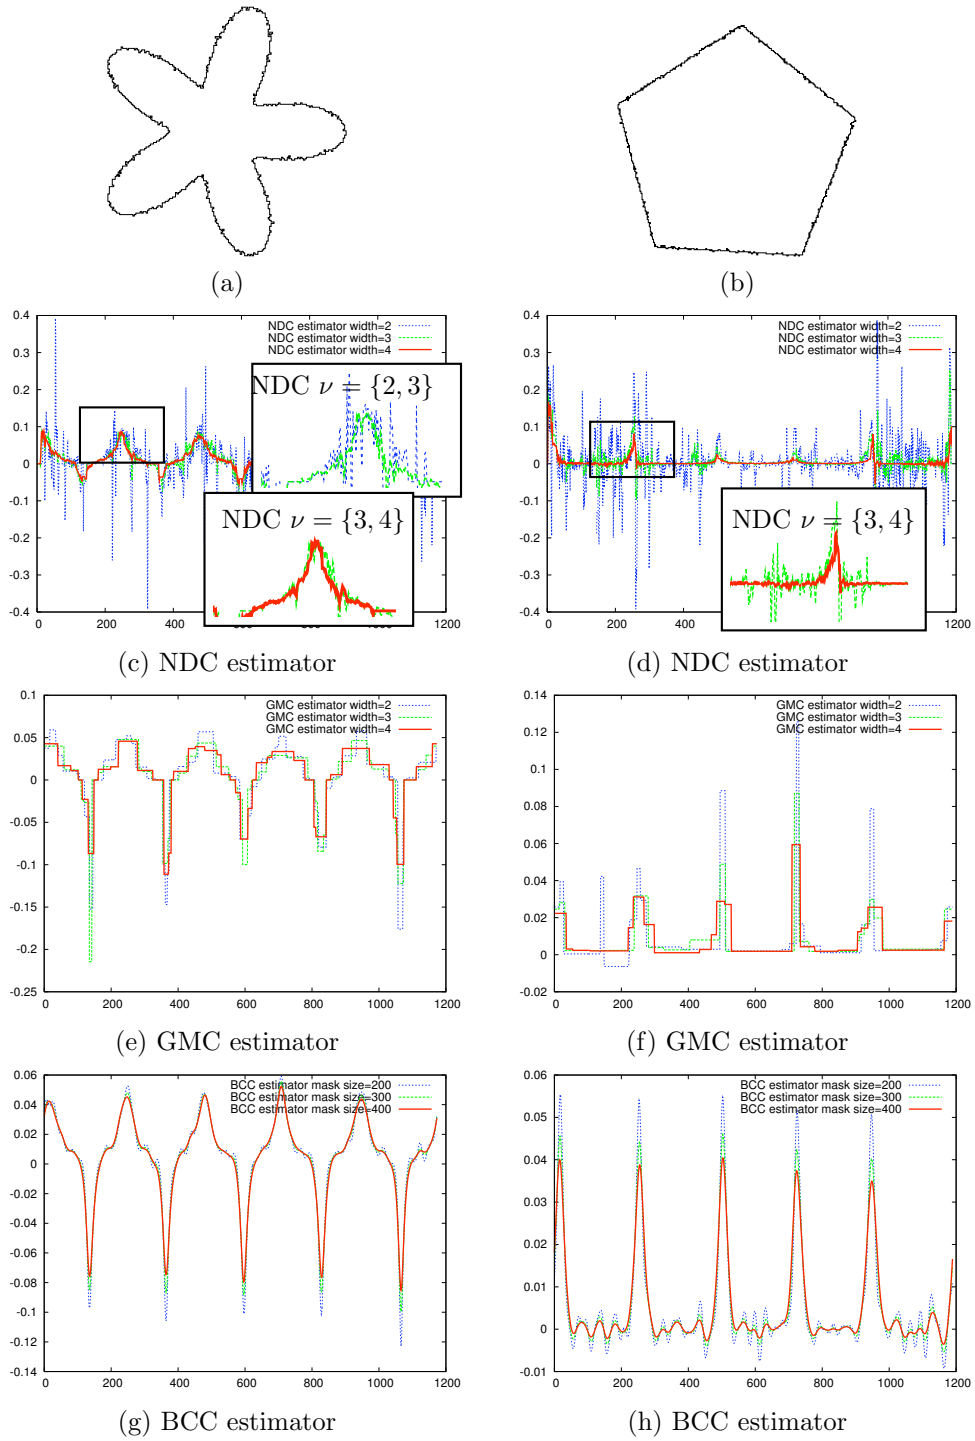 (a)
(b)
0.4
0.3
0.2
0.1
0
-0.1
-0.2
-0.3
-0.4
0 200 400 600 800 1000 1200
NDC estimator width=2
NDC estimator width=3
NDC estimator width=4
NDC ν = {2, 3}
NDC ν = {3, 4}
(c) NDC estimator
0.4
0.3
0.2
0.1
0
-0.1
-0.2
-0.3
-0.4
0 200 400 600 800 1000 1200
NDC estimator width=2
NDC estimator width=3
NDC estimator width=4
NDC ν = {3, 4}
(d) NDC estimator
0.1
0.05
0
-0.05
-0.1
-0.15
-0.2
-0.25
0 200 400 600 800 1000 1200
GMC estimator width=2
GMC estimator width=3
GMC estimator width=4
(e) GMC estimator
0.14
0.12
0.1
0.08
0.06
0.04
0.02
0
-0.02
0 200 400 600 800 1000 1200
GMC estimator width=2
GMC estimator width=3
GMC estimator width=4
(f) GMC estimator
0.06
0.04
0.02
0
-0.02
-0.04
-0.06
-0.08
-0.1
-0.12
-0.14
0 200 400 600 800 1000 1200
BCC estimator mask size=200
BCC estimator mask size=300
BCC estimator mask size=400
(g) BCC estimator
0.06
0.05
0.04
0.03
0.02
0.01
0
-0.01
0 200 400 600 800 1000 1200
BCC estimator mask size=200
BCC estimator mask size=300
BCC estimator mask size=400
(h) BCC estimator